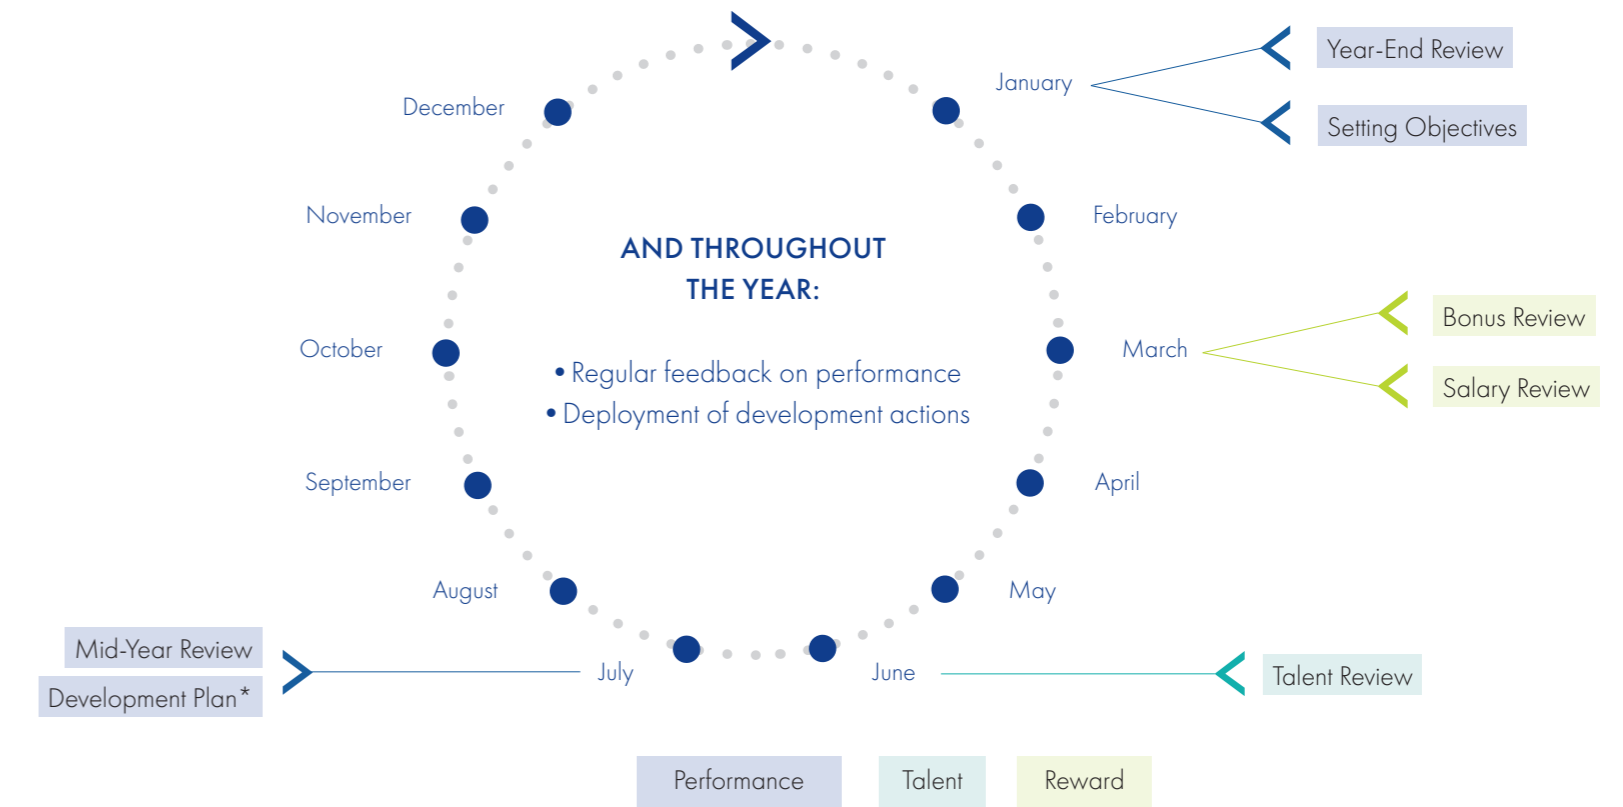 January
Year-End Review
Setting Objectives
December
November
February
AND THROUGHOUT
THE YEAR:
• Regular feedback on performance
• Deployment of development actions
October
March
Bonus Review
Salary Review
September
April
August
May
Mid-Year Review
Development Plan*
July
June
Talent Review
Performance
Talent
Reward